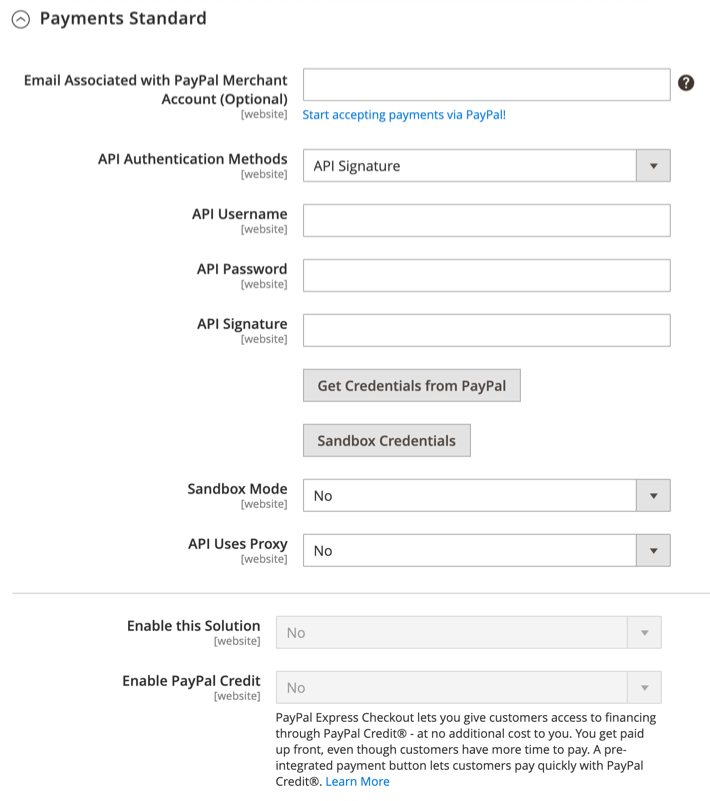 Payments Standard
Email Associated with PayPal Merchant
Account (Optional)
[website]
?
Start accepting payments via PayPal!
API Authentication Methods
[website]
API Signature
API Username
[website]
API Password
[website]
API Signature
[website]
Get Credentials from PayPal
Sandbox Credentials
Sandbox Mode
[website]
No
API Uses Proxy
[website]
No
Enable this Solution
[website]
No
Enable PayPal Credit
[website]
No
PayPal Express Checkout lets you give customers access to financing
through PayPal Credit® - at no additional cost to you. You get paid
up front, even though customers have more time to pay. A pre-
integrated payment button lets customers pay quickly with PayPal
Credit®. Learn More